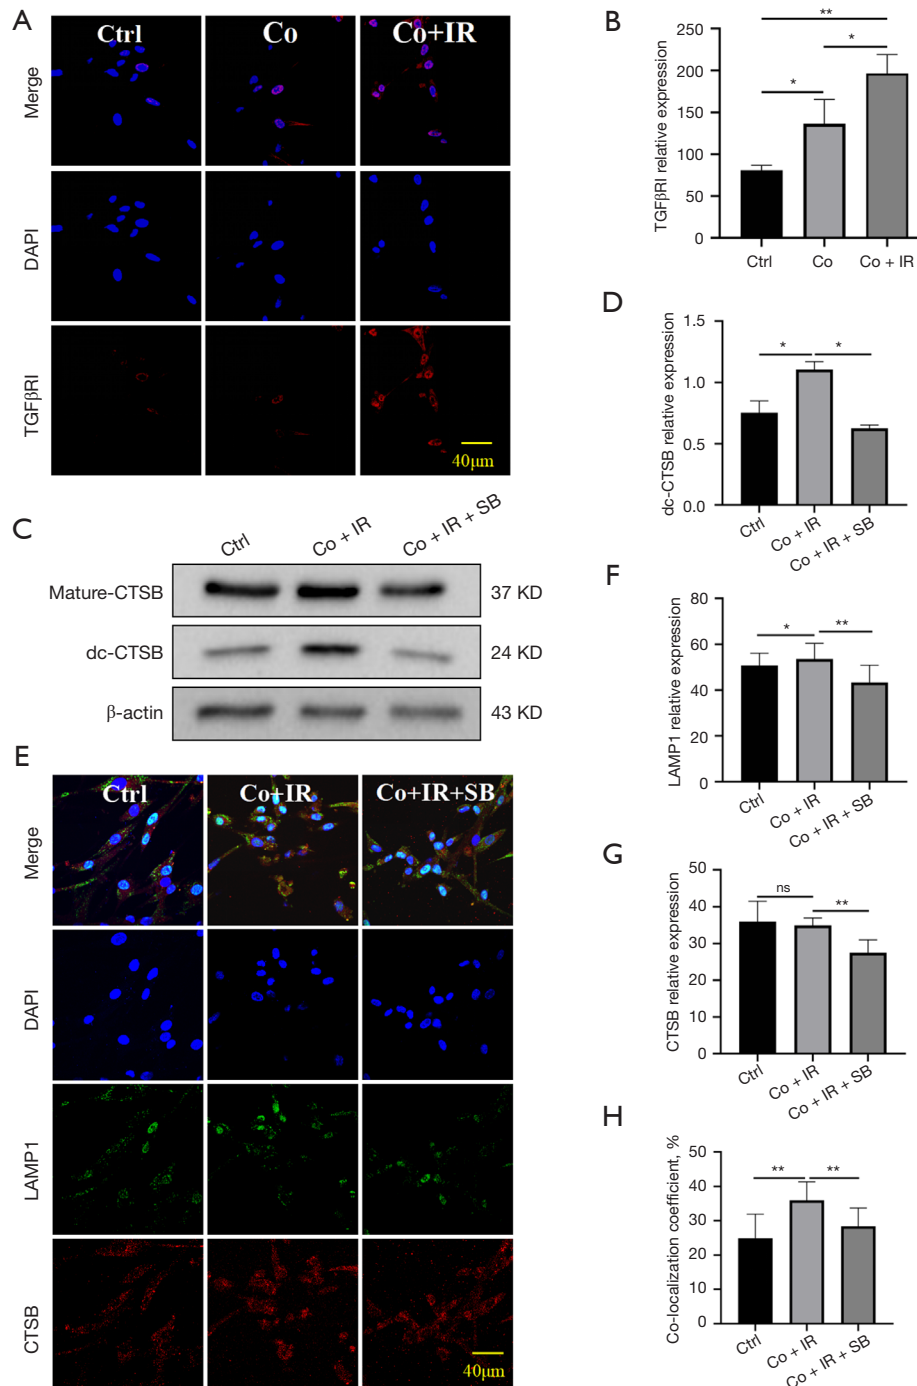 A
Ctrl
Co
Co+IR
Merge
DAPI
TGFβRI
40μm
B
TGFβRI relative expression
250
200
150
100
50
0
**
*
*
Ctrl
Co
Co + IR
C
Ctrl
Co + IR
Co + IR + SB
Mature-CTSB
37 KD
dc-CTSB
24 KD
β-actin
43 KD
D
dc-CTSB relative expression
1.5
1.0
0.5
0.0
*
*
Ctrl
Co + IR
Co + IR + SB
E
Ctrl
Co+IR
Co+IR+SB
Merge
DAPI
LAMP1
CTSB
40μm
F
LAMP1 relative expression
80
60
40
20
0
*
**
Ctrl
Co + IR
Co + IR + SB
G
CTSB relative expression
50
40
30
20
10
0
ns
**
Ctrl
Co + IR
Co + IR + SB
H
Co-localization coefficient, %
50
40
30
20
10
0
**
**
Ctrl
Co + IR
Co + IR + SB